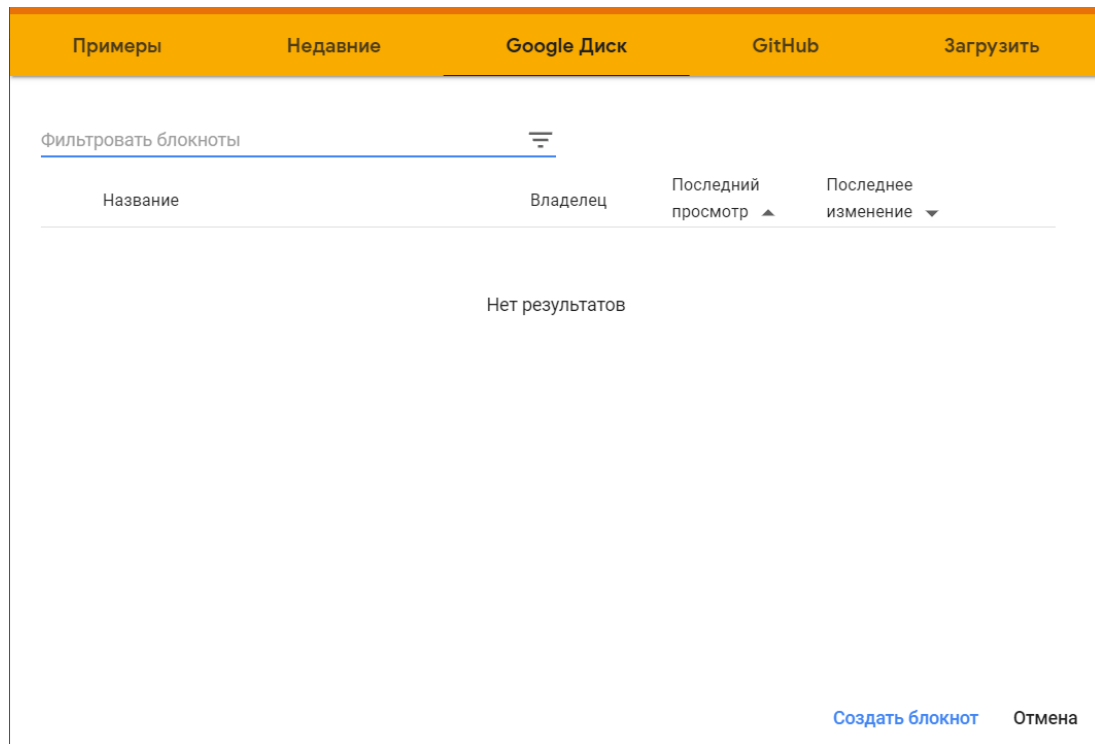 Примеры Недавние Google Диск GitHub Загрузить
Фильтровать блокноты
Название Владелец Последний просмотр Последнее изменение
Нет результатов
Создать блокнот Отмена